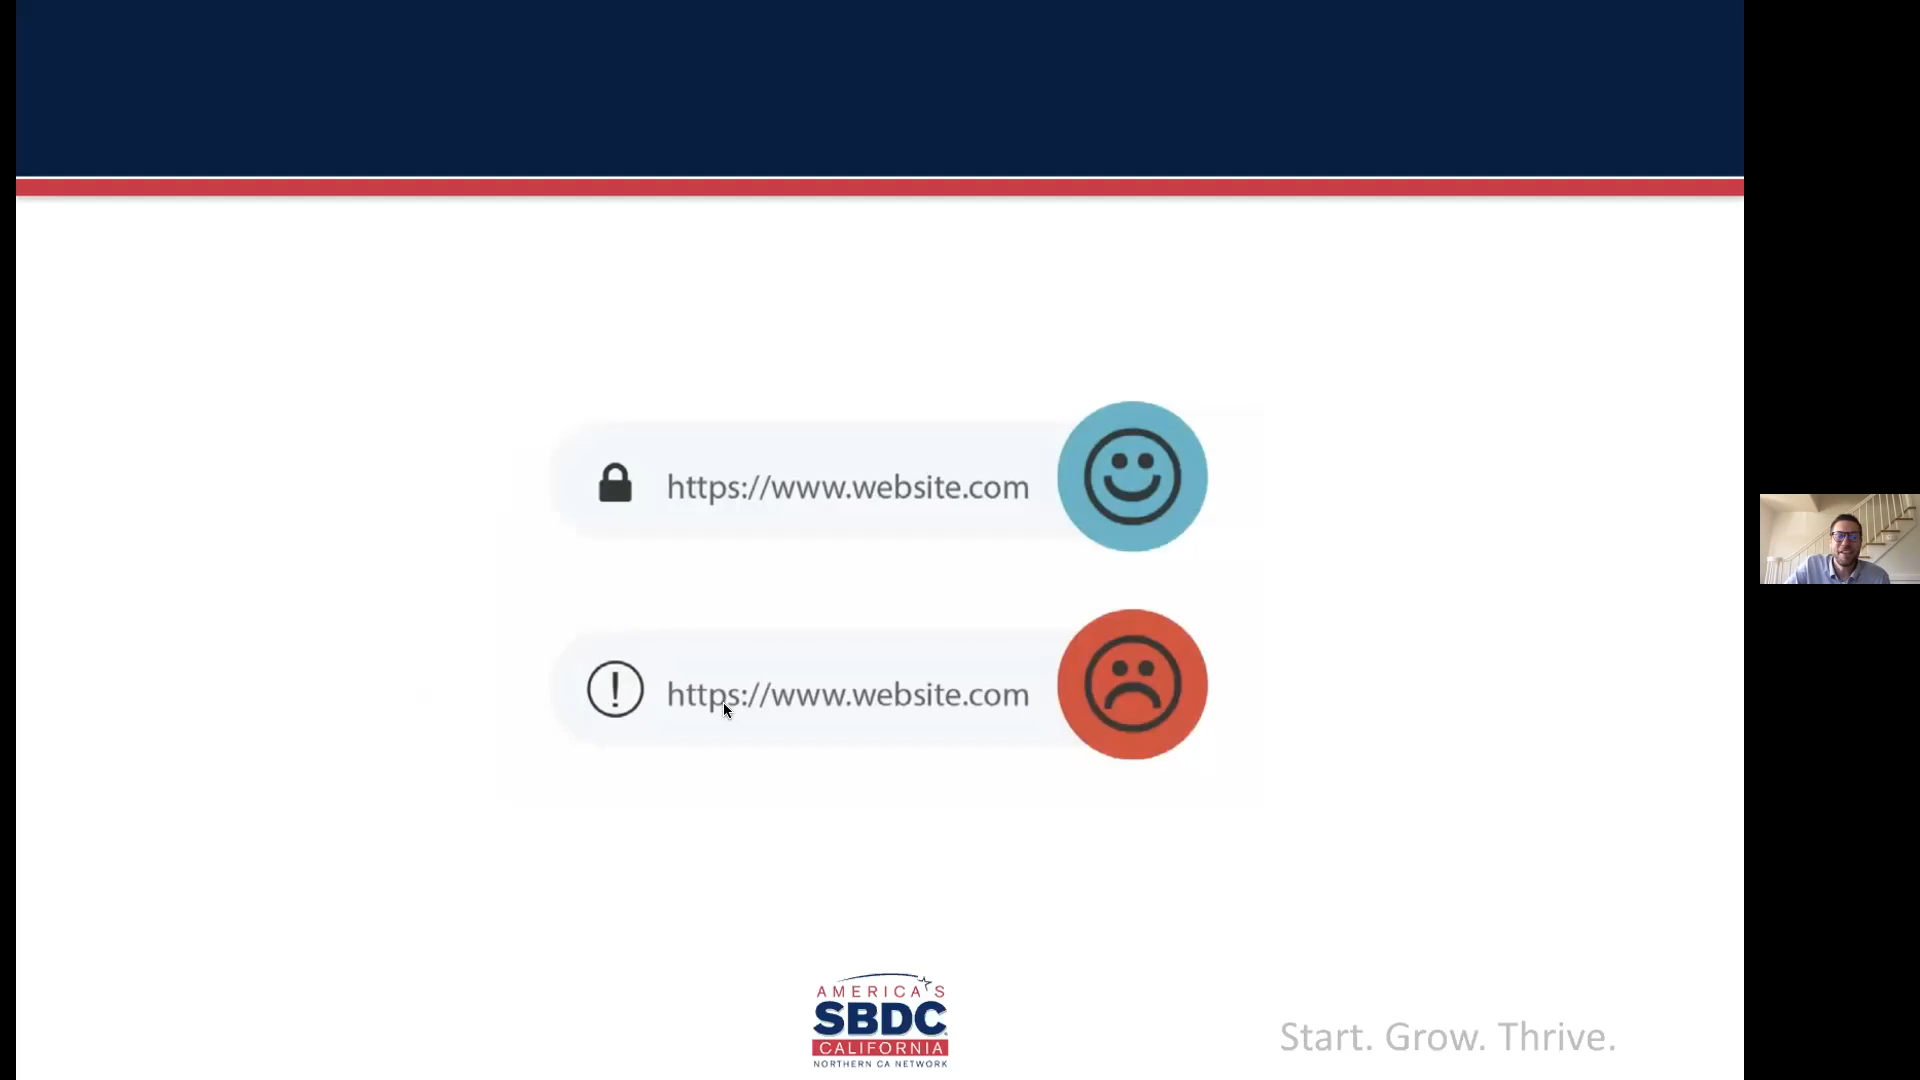 https://www.website.com
! https://www.website.com
AMERICA'S
SBDC
CALIFORNIA
NORTHERN CA NETWORK
Start. Grow. Thrive.